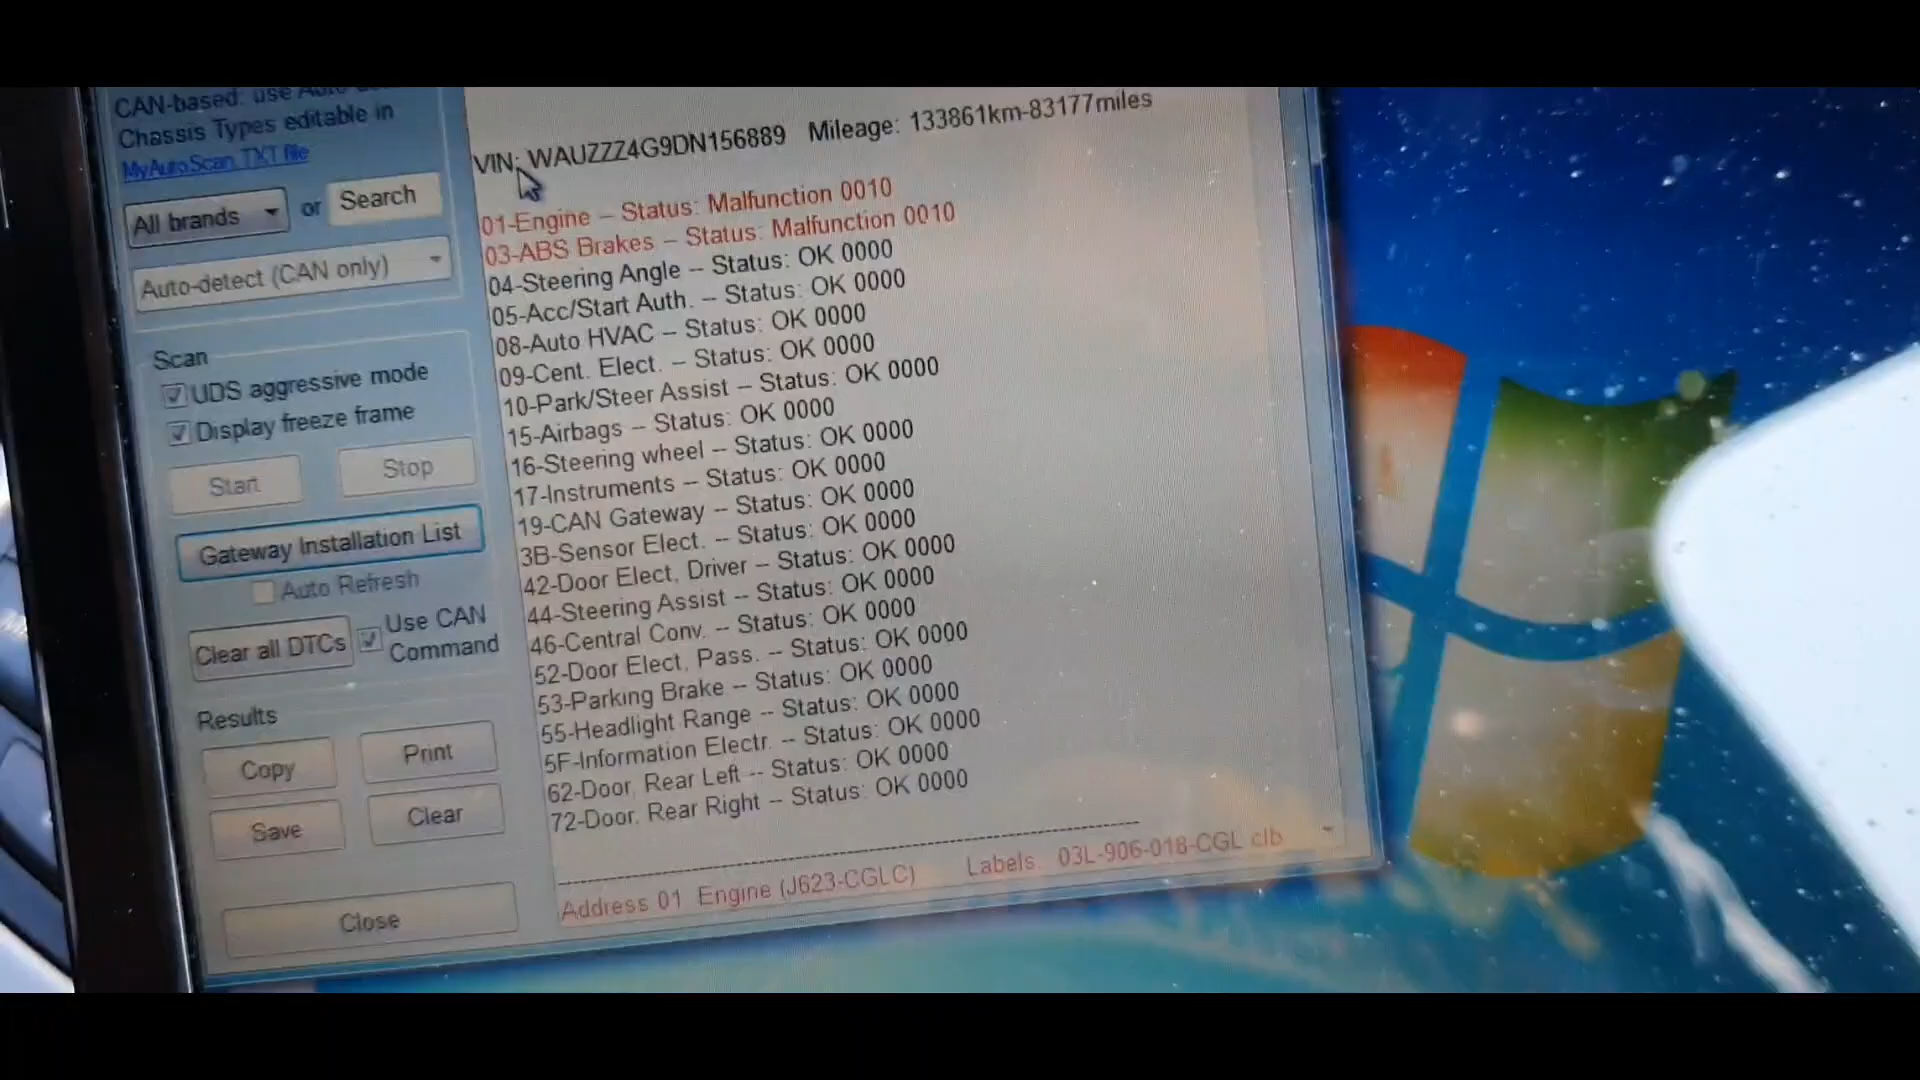 CAN-based: use Auto
Chassis Types editable in
MyAutoScan.TXT file
All brands or Search
Auto-detect (CAN only)
Scan
UDS aggressive mode
Display freeze frame
Start Stop
Gateway Installation List
Auto Refresh
Clear all DTCs Use CAN Command
Results
Copy Print
Save Clear
Close
VIN: WAUZZZ4G9DN156889 Mileage: 133861km-83177miles
01-Engine -- Status: Malfunction 0010
03-ABS Brakes -- Status: Malfunction 0010
04-Steering Angle -- Status: OK 0000
05-Acc/Start Auth. -- Status: OK 0000
08-Auto HVAC -- Status: OK 0000
09-Cent. Elect. -- Status: OK 0000
10-Park/Steer Assist -- Status: OK 0000
15-Airbags -- Status: OK 0000
16-Steering wheel -- Status: OK 0000
17-Instruments -- Status: OK 0000
19-CAN Gateway -- Status: OK 0000
3B-Sensor Elect. -- Status: OK 0000
42-Door Elect, Driver -- Status: OK 0000
44-Steering Assist -- Status: OK 0000
46-Central Conv. -- Status: OK 0000
52-Door Elect, Pass. -- Status: OK 0000
53-Parking Brake -- Status: OK 0000
55-Headlight Range -- Status: OK 0000
5F-Information Electr. -- Status: OK 0000
62-Door, Rear Left -- Status: OK 0000
72-Door, Rear Right -- Status: OK 0000
Address 01 Engine (J623-CGLC) Labels: 03L-906-018-CGL clb